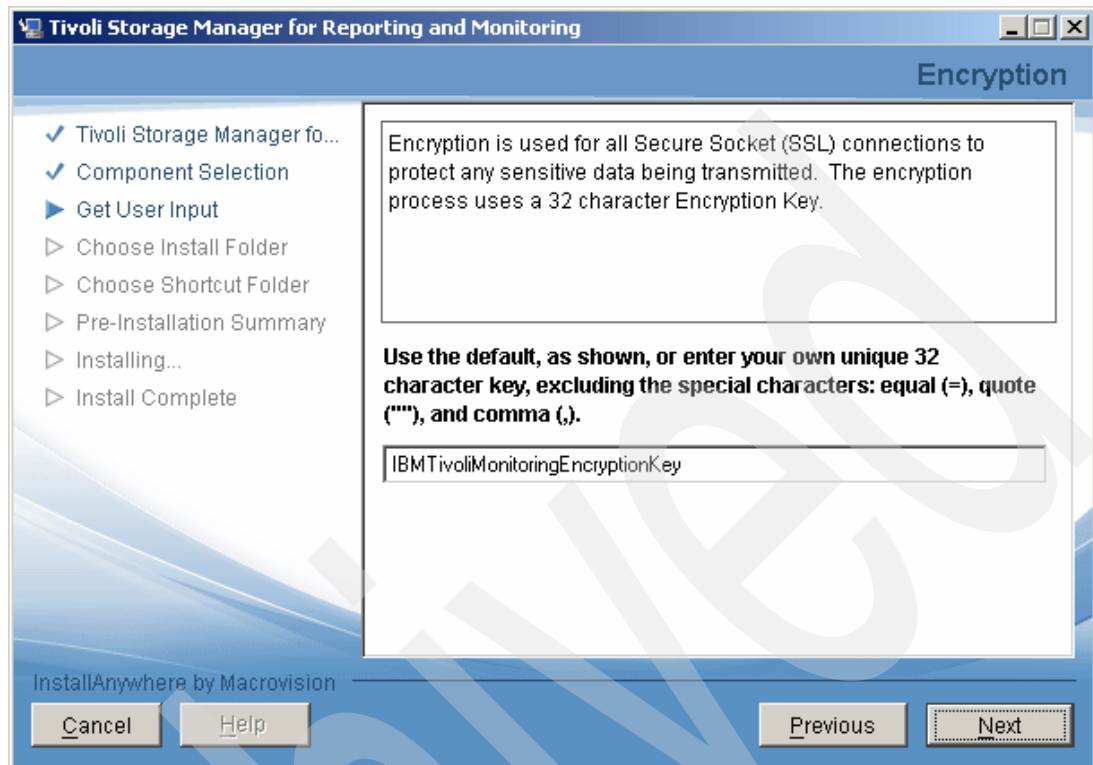 Tivoli Storage Manager for Reporting and Monitoring
Encryption
Tivoli Storage Manager fo...
Component Selection
Get User Input
Choose Install Folder
Choose Shortcut Folder
Pre-Installation Summary
Installing...
Install Complete
Encryption is used for all Secure Socket (SSL) connections to
protect any sensitive data being transmitted.  The encryption
process uses a 32 character Encryption Key.
Use the default, as shown, or enter your own unique 32
character key, excluding the special characters: equal (=), quote
(""), and comma (,).
IBMTivoliMonitoringEncryptionKey
InstallAnywhere by Macrovision
Cancel
Help
Previous
Next